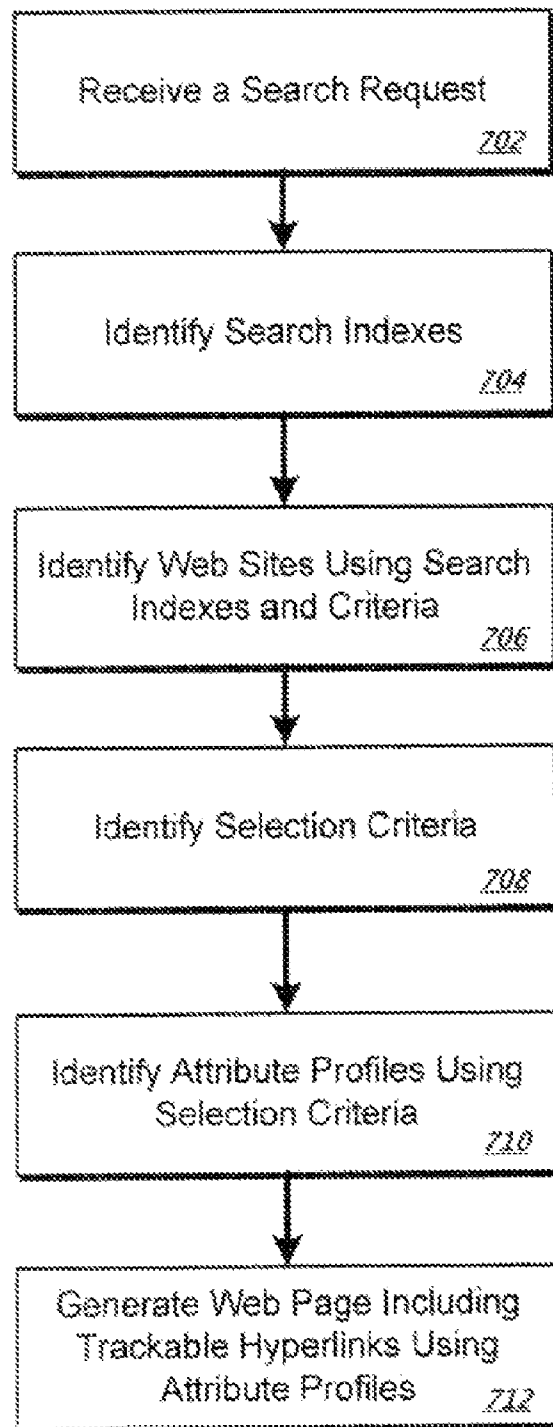 Receive a Search Request
702
Identify Search Indexes
704
Identify Web Sites Using Search
Indexes and Criteria
706
Identify Selection Criteria
708
Identify Attribute Profiles Using
Selection Criteria
710
Generate Web Page Including
Trackable Hyperlinks Using
Attribute Profiles
712